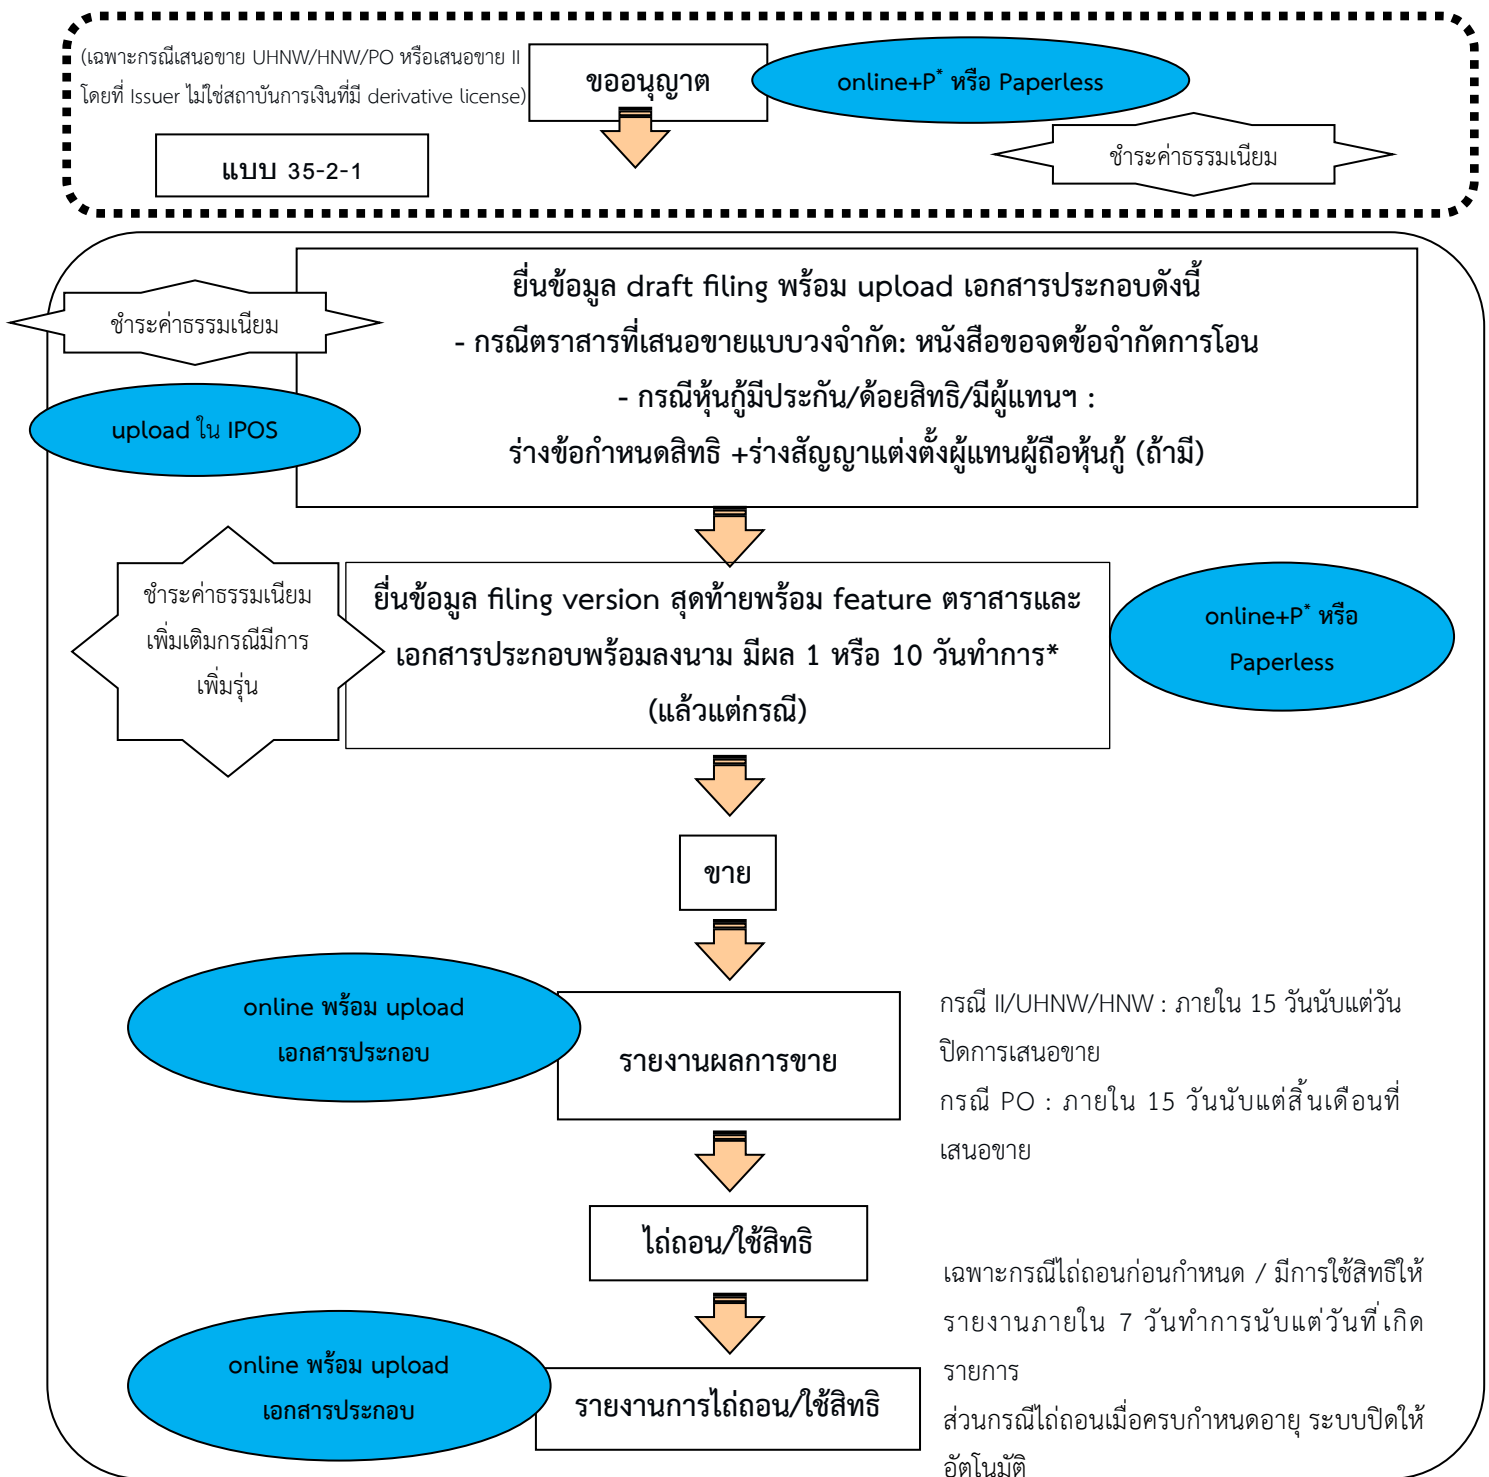 (เฉพาะกรณีเสนอขาย UHNW/HNW/PO หรือเสนอขาย II
โดยที่ Issuer ไม่ใช่สถาบันการเงินที่มี derivative license)
ขออนุญาต
online+P* หรือ Paperless
แบบ 35-2-1
ชำระค่าธรรมเนียม
ยื่นข้อมูล draft filing พร้อม upload เอกสารประกอบดังนี้
- กรณีตราสารที่เสนอขายแบบวงจำกัด: หนังสือขอจดข้อจำกัดการโอน
- กรณีหุ้นกู้มีประกัน/ด้อยสิทธิ/มีผู้แทนฯ :
ร่างข้อกำหนดสิทธิ +ร่างสัญญาแต่งตั้งผู้แทนผู้ถือหุ้นกู้ (ถ้ามี)
ชำระค่าธรรมเนียม
upload ใน IPOS
ชำระค่าธรรมเนียม
เพิ่มเติมกรณีมีการ
เพิ่มรุ่น
ยื่นข้อมูล filing version สุดท้ายพร้อม feature ตราสารและ
เอกสารประกอบพร้อมลงนาม มีผล 1 หรือ 10 วันทำการ*
(แล้วแต่กรณี)
online+P* หรือ
Paperless
ขาย
online พร้อม upload
เอกสารประกอบ
รายงานผลการขาย
กรณี II/UHNW/HNW : ภายใน 15 วันนับแต่วัน
ปิดการเสนอขาย
กรณี PO : ภายใน 15 วันนับแต่สิ้นเดือนที่
เสนอขาย
ไถ่ถอน/ใช้สิทธิ
online พร้อม upload
เอกสารประกอบ
รายงานการไถ่ถอน/ใช้สิทธิ
เฉพาะกรณีไถ่ถอนก่อนกำหนด / มีการใช้สิทธิให้
รายงานภายใน 7 วันทำการนับแต่วันที่เกิด
รายการ
ส่วนกรณีไถ่ถอนเมื่อครบกำหนดอายุ ระบบปิดให้
อัตโนมัติ